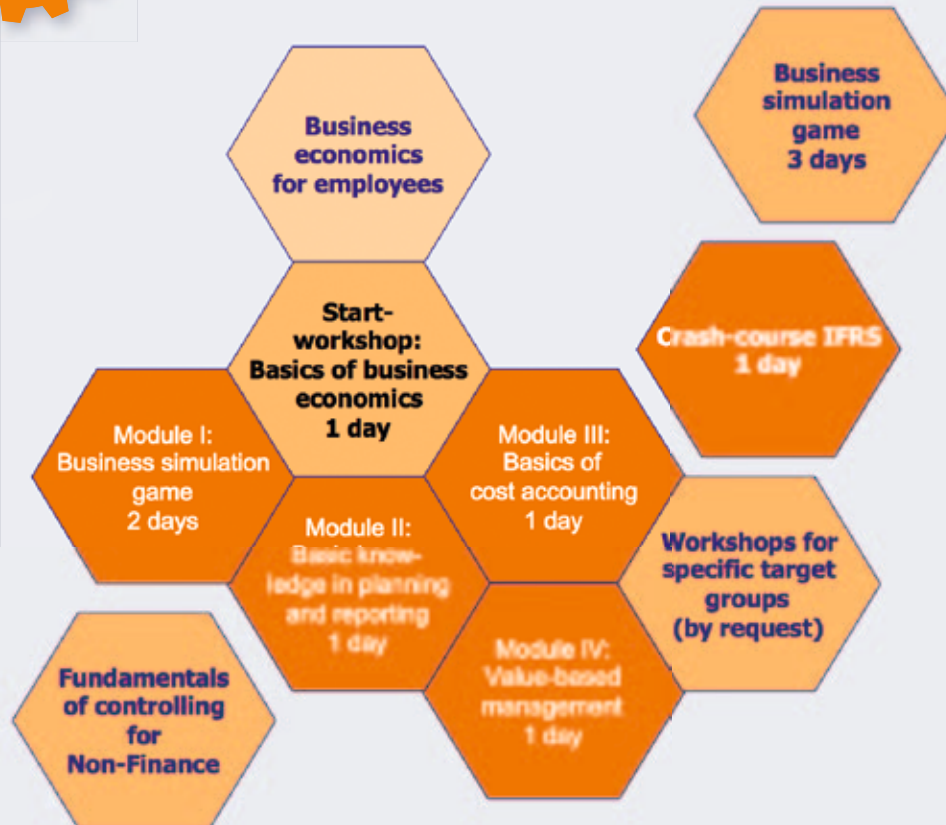 Business
economics
for employees
Business
simulation
game
3 days
Start-
workshop:
Basics of business
economics
1 day
Crash-course IFRS
1 day
Module I:
Business simulation
game
2 days
Module II:
Basic know-
ledge in planning
and reporting
1 day
Module III:
Basics of
cost accounting
1 day
Workshops for
specific target
groups
(by request)
Module IV:
Value-based
management
1 day
Fundamentals
of controlling
for
Non-Finance